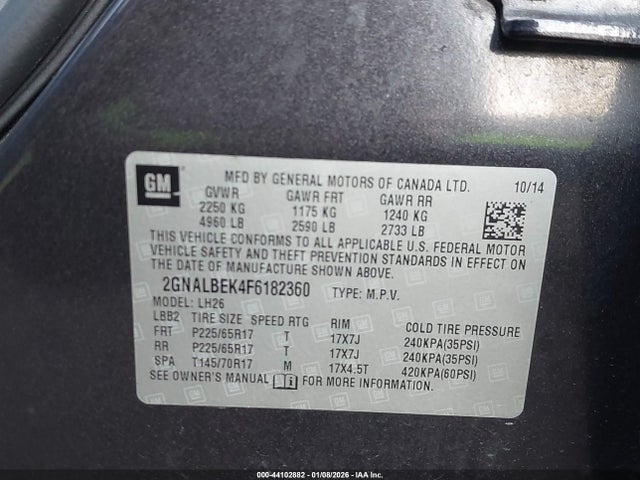 GM
MFD BY GENERAL MOTORS OF CANADA LTD. 10/14
GVWR GAWR FRT GAWR RR
2250 KG 1175 KG 1240 KG
4960 LB 2590 LB 2733 LB
THIS VEHICLE CONFORMS TO ALL APPLICABLE U.S. FEDERAL MOTOR
VEHICLE SAFETY AND THEFT PREVENTION STANDARDS IN EFFECT ON
THE DATE OF MANUFACTURE SHOWN ABOVE.
2GNALBEK4F6182360 TYPE: M.P.V.
MODEL: LH26
LBB2 TIRE SIZE SPEED RTG RIM COLD TIRE PRESSURE
FRT P225/65R17 T 17X7J 240KPA(35PSI)
RR P225/65R17 T 17X7J 240KPA(35PSI)
SPA T145/70R17 M 17X4.5T 420KPA(60PSI)
SEE OWNER'S MANUAL FOR MORE INFORMATION.
000-44102882 01/08/2026 IAA Inc.